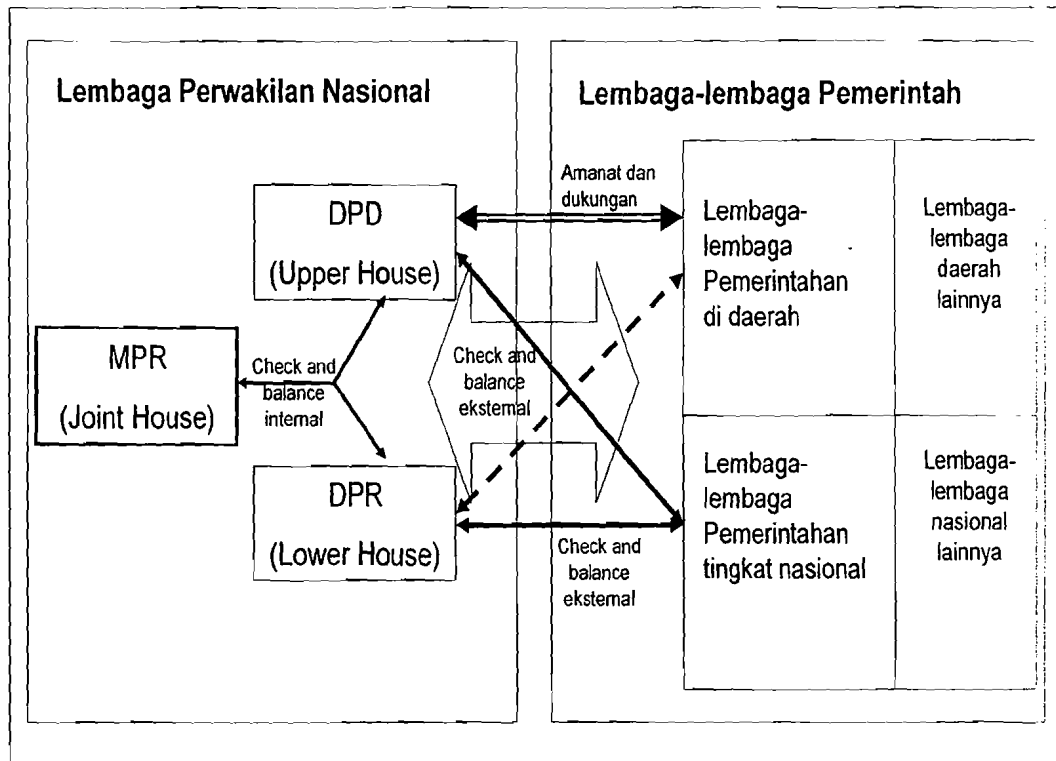 Lembaga Perwakilan Nasional
DPD
(Upper House)
MPR
(Joint House)
Check and
balance
internal
DPR
(Lower House)
Check and
balance
eksternal
Lembaga-lembaga Pemerintah
Amanat dan
dukungan
Lembaga-
lembaga
Pemerintahan
di daerah
Lembaga-
lembaga
daerah
lainnya
Check and
balance
eksternal
Lembaga-
lembaga
Pemerintahan
tingkat nasional
Lembaga-
lembaga
nasional
lainnya